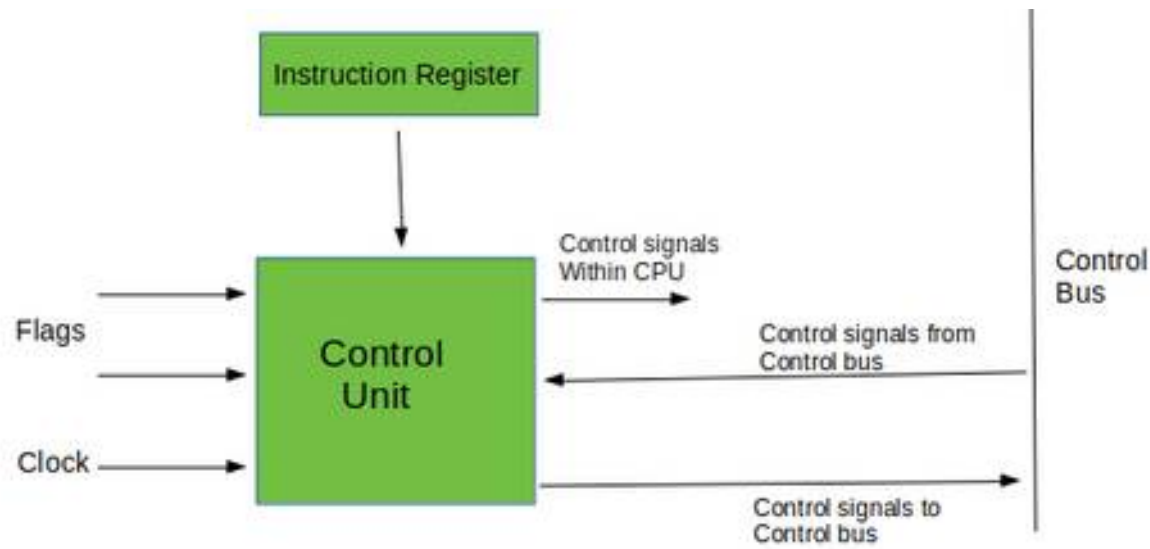 Instruction Register
Control signals
Within CPU
Control
Bus
Flags
Control
Unit
Control signals from
Control bus
Clock
Control signals to
Control bus